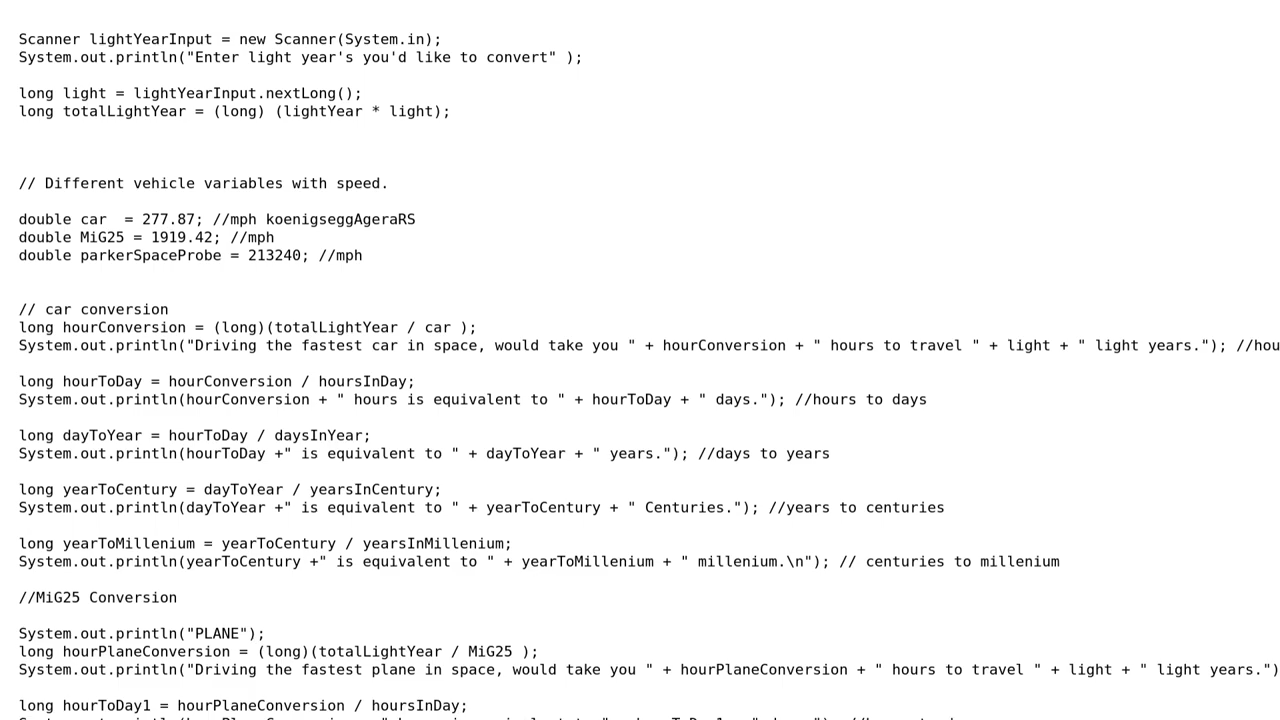 Scanner lightYearInput = new Scanner(System.in);
System.out.println("Enter light year's you'd like to convert" );
long light = lightYearInput.nextLong();
long totalLightYear = (long) (lightYear * light);
// Different vehicle variables with speed.
double car  = 277.87; //mph koenigseggAgeraRS
double MiG25 = 1919.42; //mph
double parkerSpaceProbe = 213240; //mph
// car conversion
long hourConversion = (long)(totalLightYear / car );
System.out.println("Driving the fastest car in space, would take you " + hourConversion + " hours to travel " + light + " light years."); //hou
long hourToDay = hourConversion / hoursInDay;
System.out.println(hourConversion + " hours is equivalent to " + hourToDay + " days."); //hours to days
long dayToYear = hourToDay / daysInYear;
System.out.println(hourToDay +" is equivalent to " + dayToYear + " years."); //days to years
long yearToCentury = dayToYear / yearsInCentury;
System.out.println(dayToYear +" is equivalent to " + yearToCentury + " Centuries."); //years to centuries
long yearToMillenium = yearToCentury / yearsInMillenium;
System.out.println(yearToCentury +" is equivalent to " + yearToMillenium + " millenium.\n"); // centuries to millenium
//MiG25 Conversion
System.out.println("PLANE");
long hourPlaneConversion = (long)(totalLightYear / MiG25 );
System.out.println("Driving the fastest plane in space, would take you " + hourPlaneConversion + " hours to travel " + light + " light years.")
long hourToDay1 = hourPlaneConversion / hoursInDay;